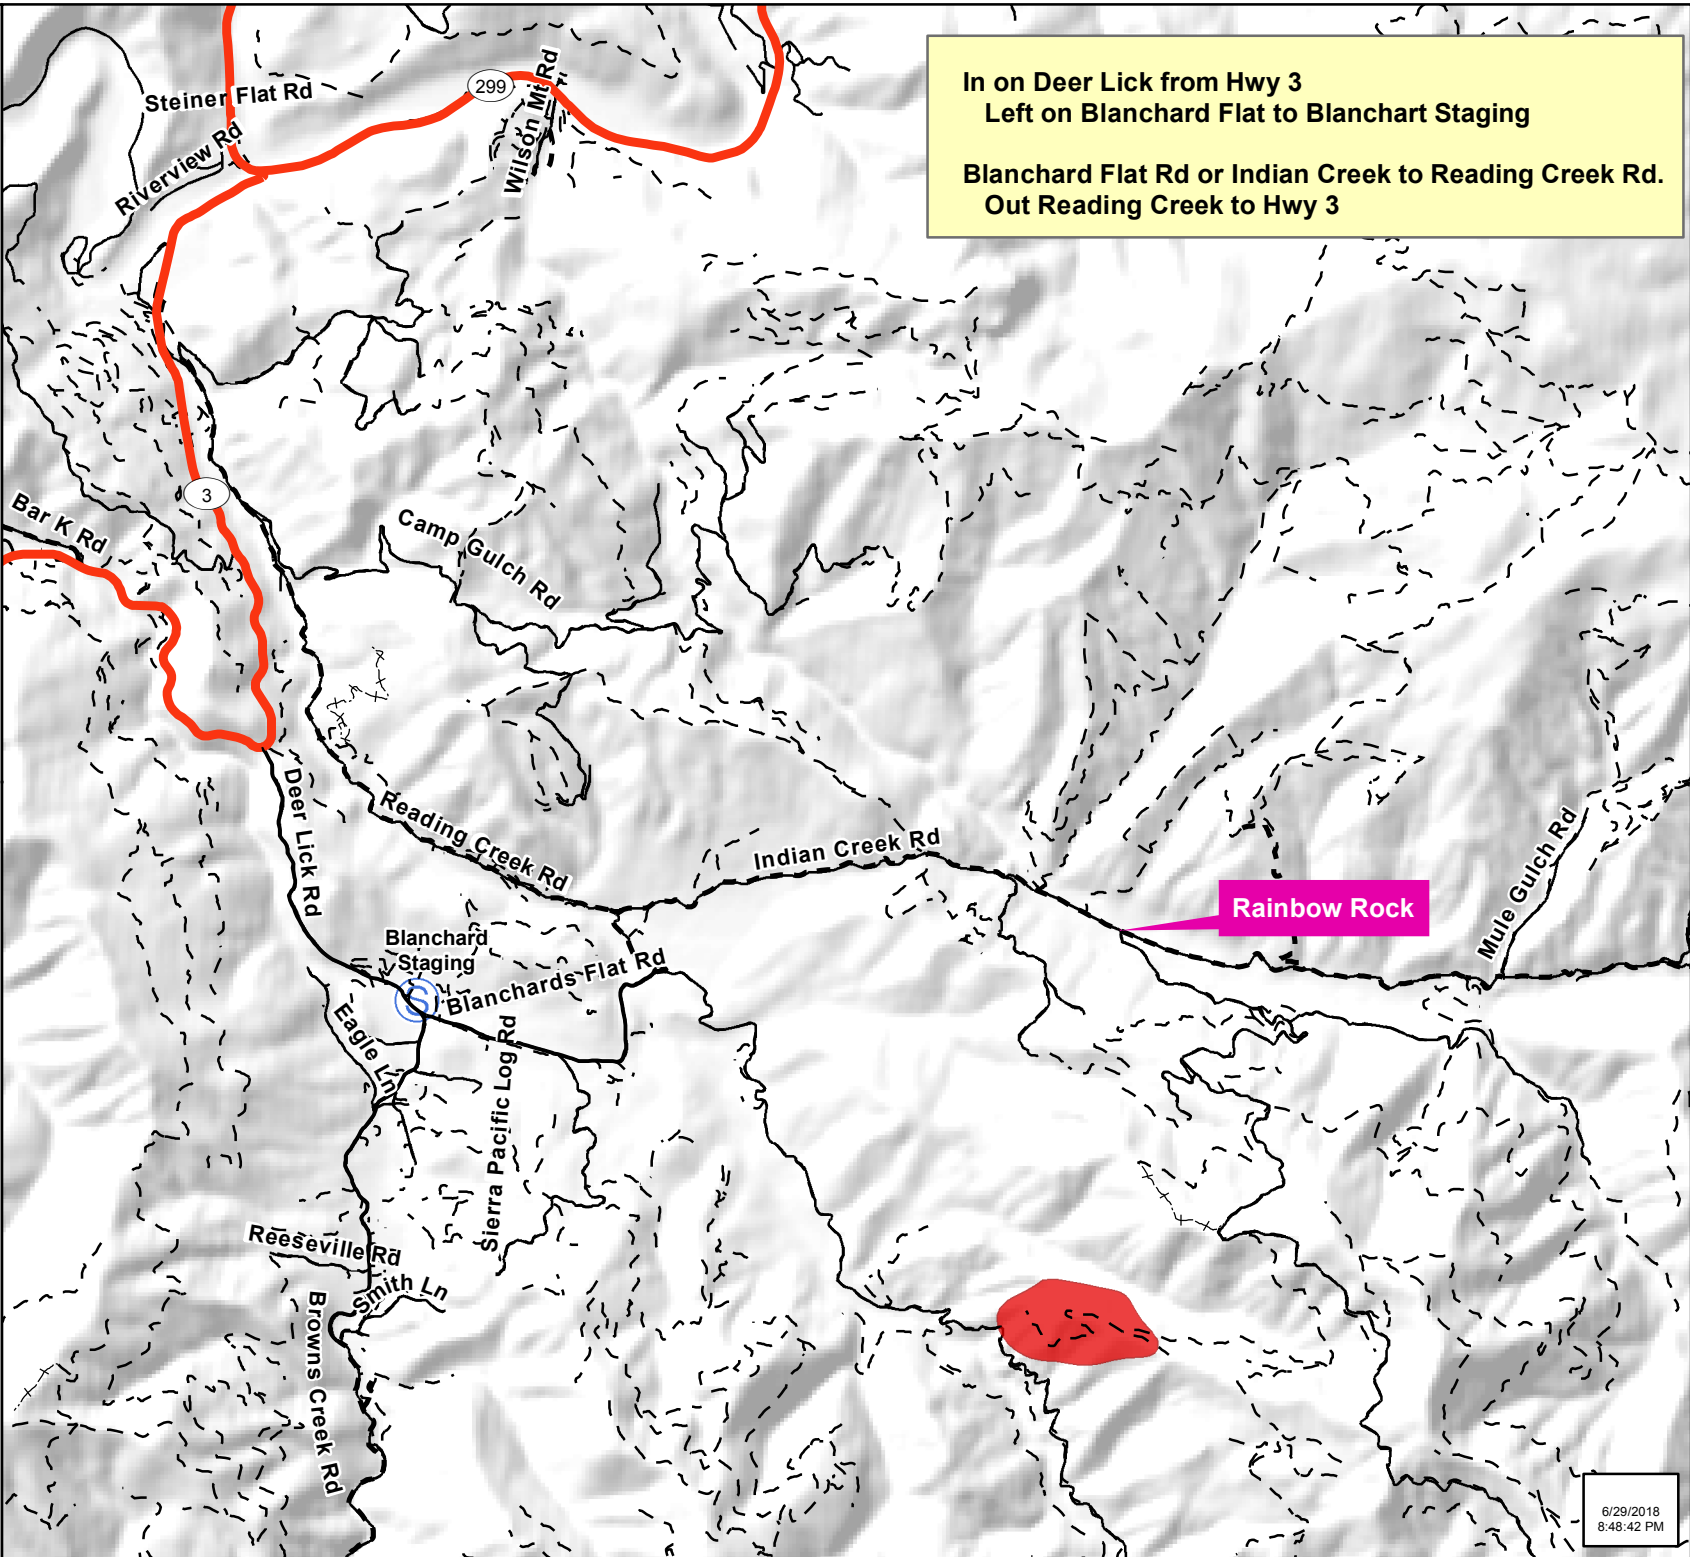 In on Deer Lick from Hwy 3
Left on Blanchard Flat to Blanchart Staging
Blanchard Flat Rd or Indian Creek to Reading Creek Rd.
Out Reading Creek to Hwy 3
299
Steiner Flat Rd
Wilson Mt Rd
Riverview Rd
3
Bar K Rd
Camp Gulch Rd
Deer Lick Rd
Reading Creek Rd
Indian Creek Rd
Rainbow Rock
Mule Gulch Rd
Blanchard
Staging
S
Blanchards Flat Rd
Eagle Ln
Sierra Pacific Log Rd
Reeseville Rd
Smith Ln
Browns Creek Rd
6/29/2018
8:48:42 PM